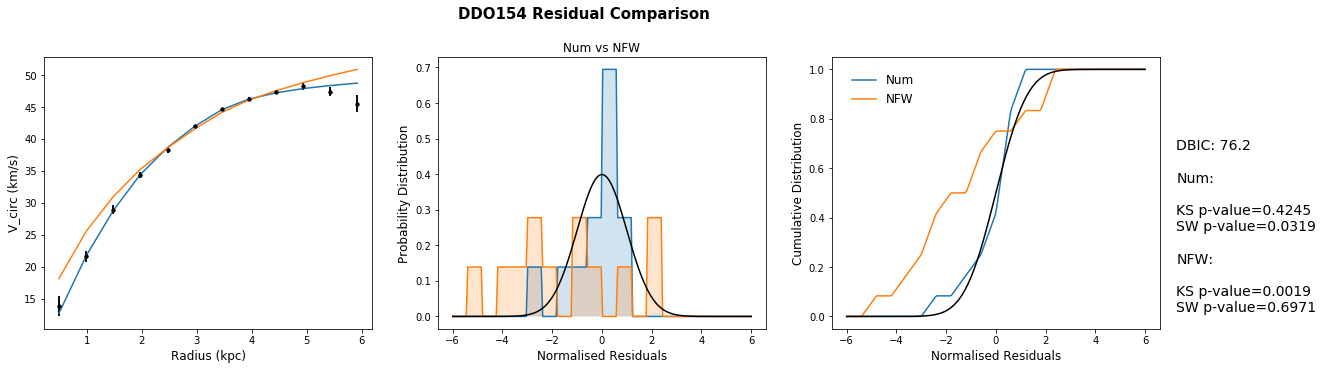 DDO154 Residual Comparison
50
45
40
35
30
25
20
15
V_circ (km/s)
1 2 3 4 5 6
Radius (kpc)
Num vs NFW
0.7
0.6
0.5
0.4
0.3
0.2
0.1
0.0
Probability Distribution
−6 −4 −2 0 2 4 6
Normalised Residuals
1.0
0.8
0.6
0.4
0.2
0.0
Cumulative Distribution
Num
NFW
−6 −4 −2 0 2 4 6
Normalised Residuals
DBIC: 76.2
Num:
KS p-value=0.4245
SW p-value=0.0319
NFW:
KS p-value=0.0019
SW p-value=0.6971